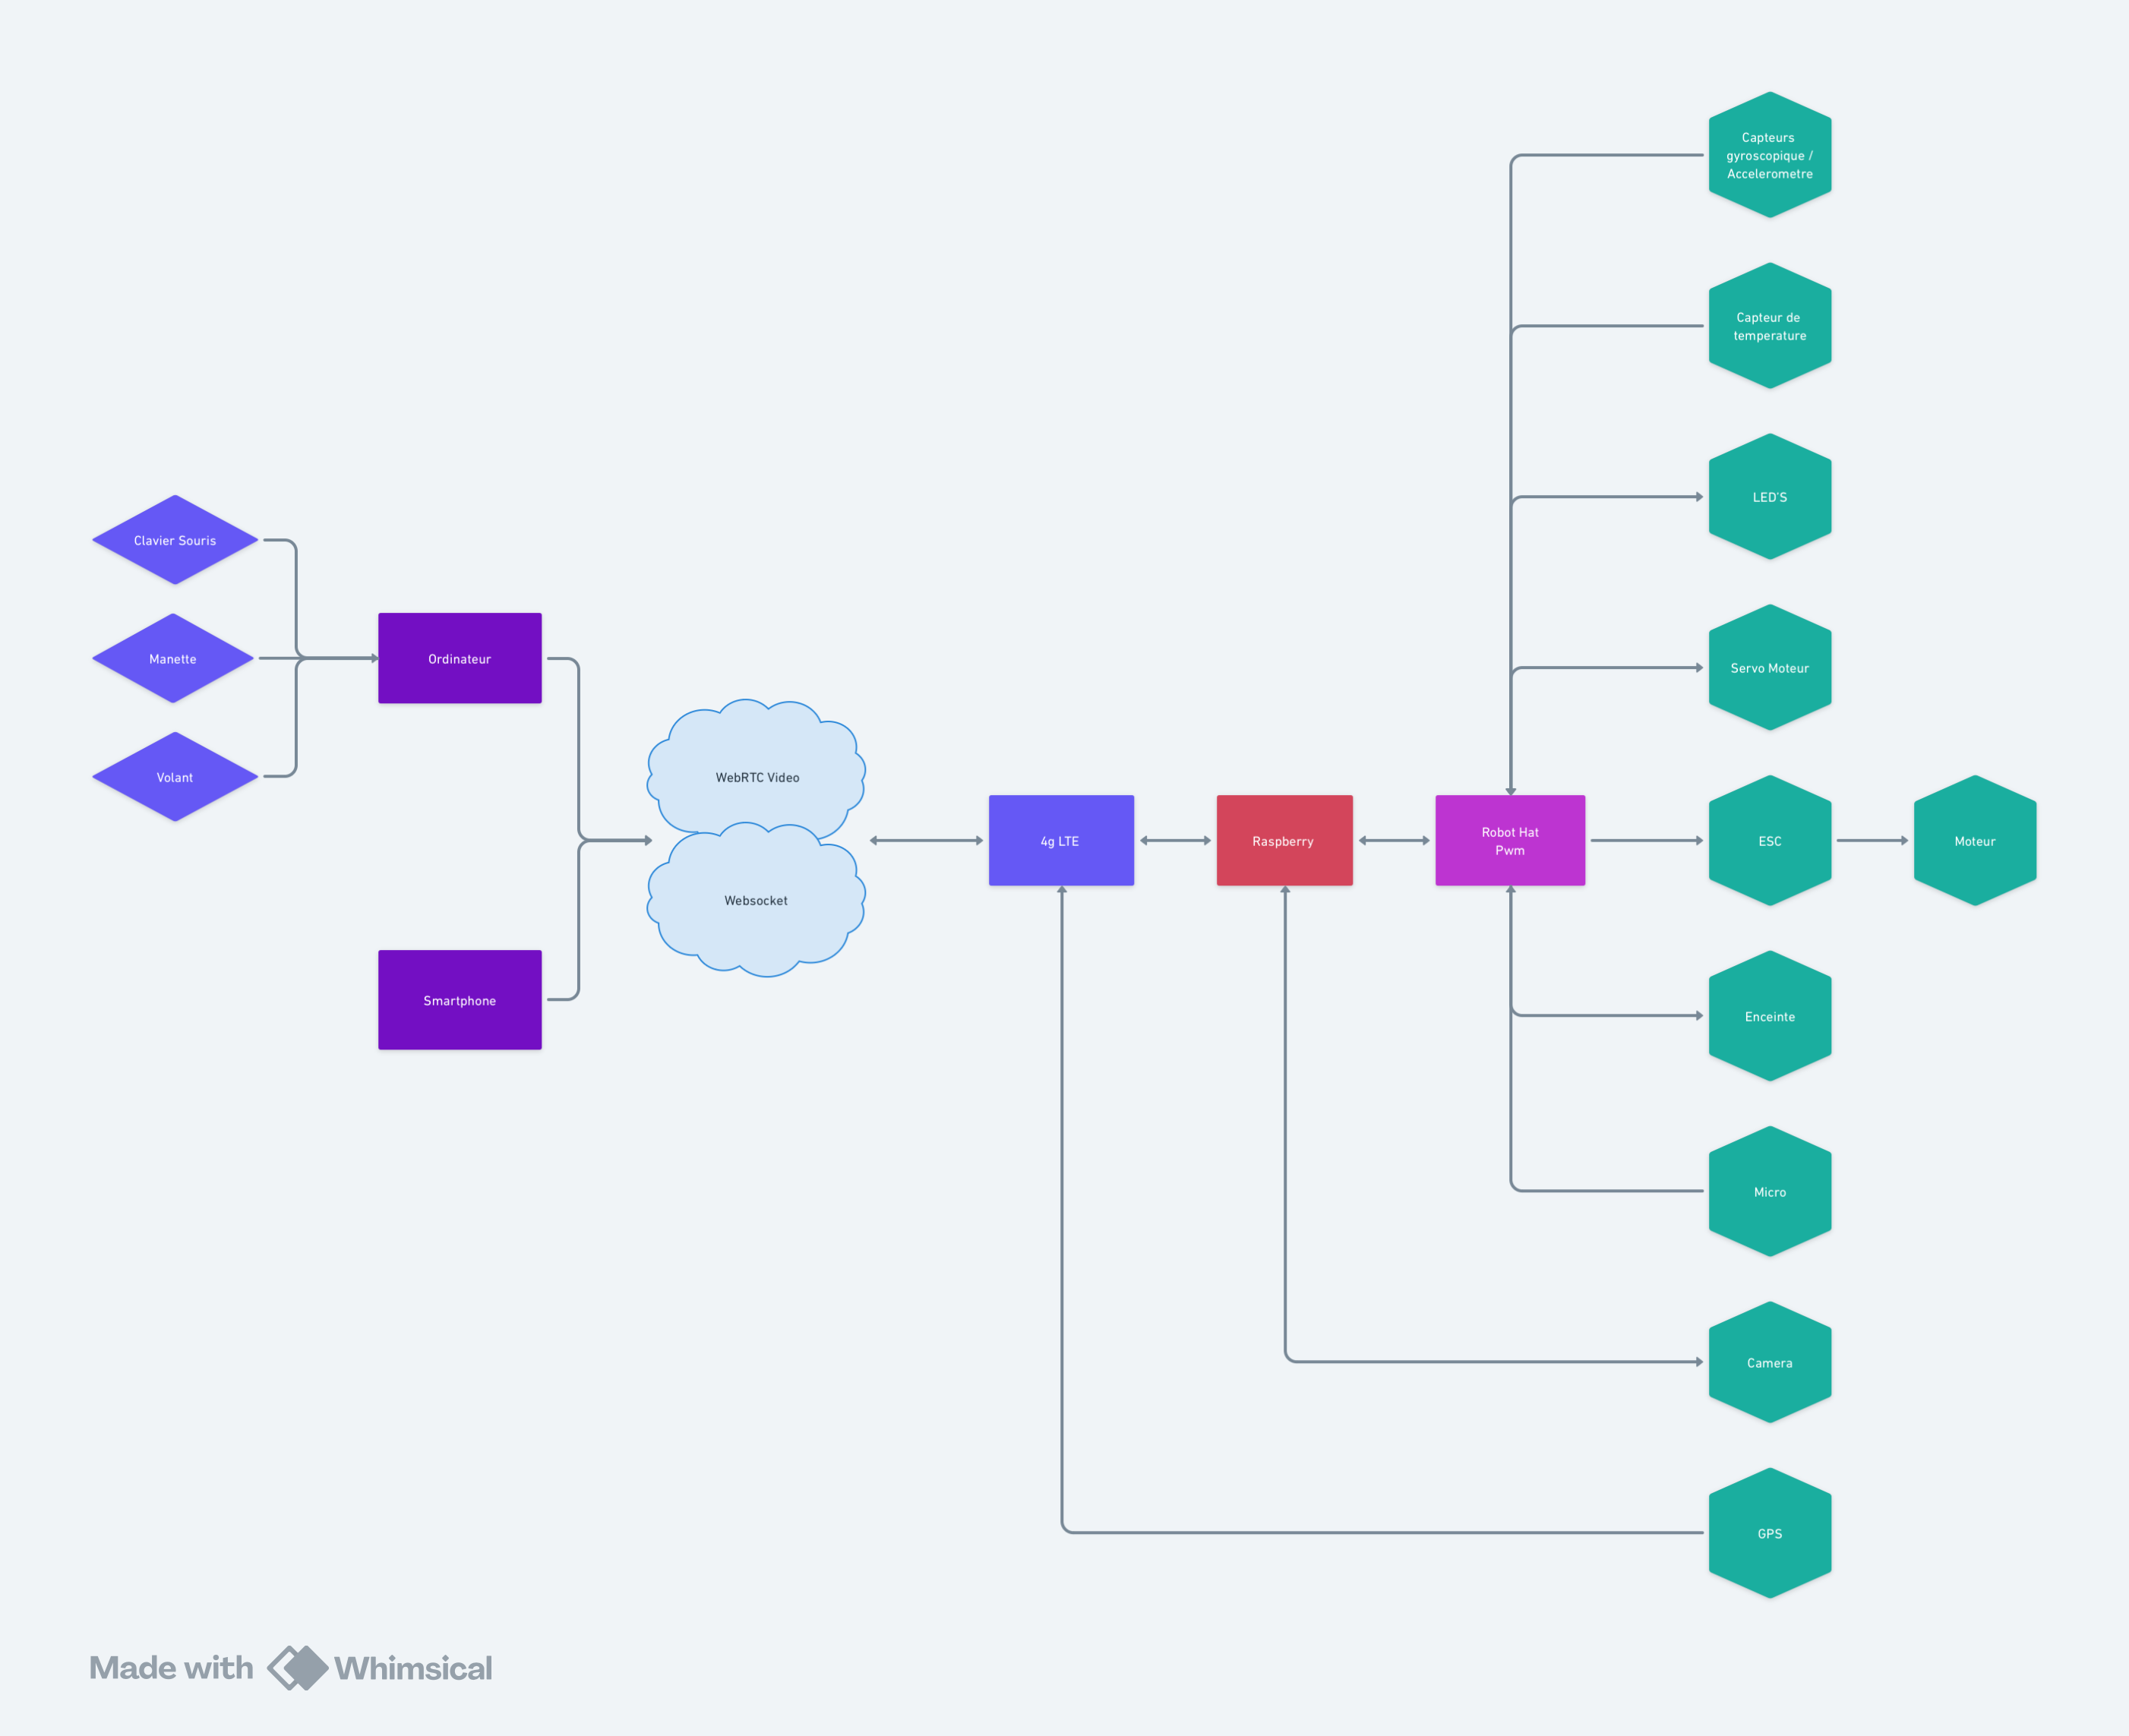 Capteurs
gyroscopique /
Accelerometre
Capteur de
temperature
LED'S
Clavier Souris
Manette
Volant
Ordinateur
Smartphone
WebRTC Video
Websocket
4g LTE
Raspberry
Robot Hat
Pwm
Servo Moteur
ESC
Moteur
Enceinte
Micro
Camera
GPS
Made with Whimsical